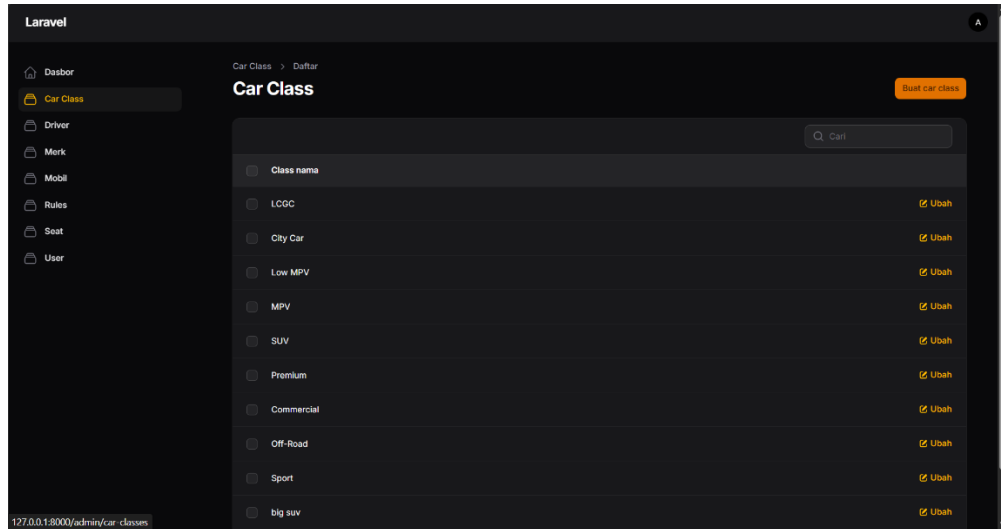 Laravel
A
Dasbor
Car Class
Driver
Merk
Mobil
Rules
Seat
User
Car Class > Daftar
Car Class
Buat car class
Cari
Class nama
LCGC Ubah
City Car Ubah
Low MPV Ubah
MPV Ubah
SUV Ubah
Premium Ubah
Commercial Ubah
Off-Road Ubah
Sport Ubah
big suv Ubah
127.0.0.1:8000/admin/car-classes